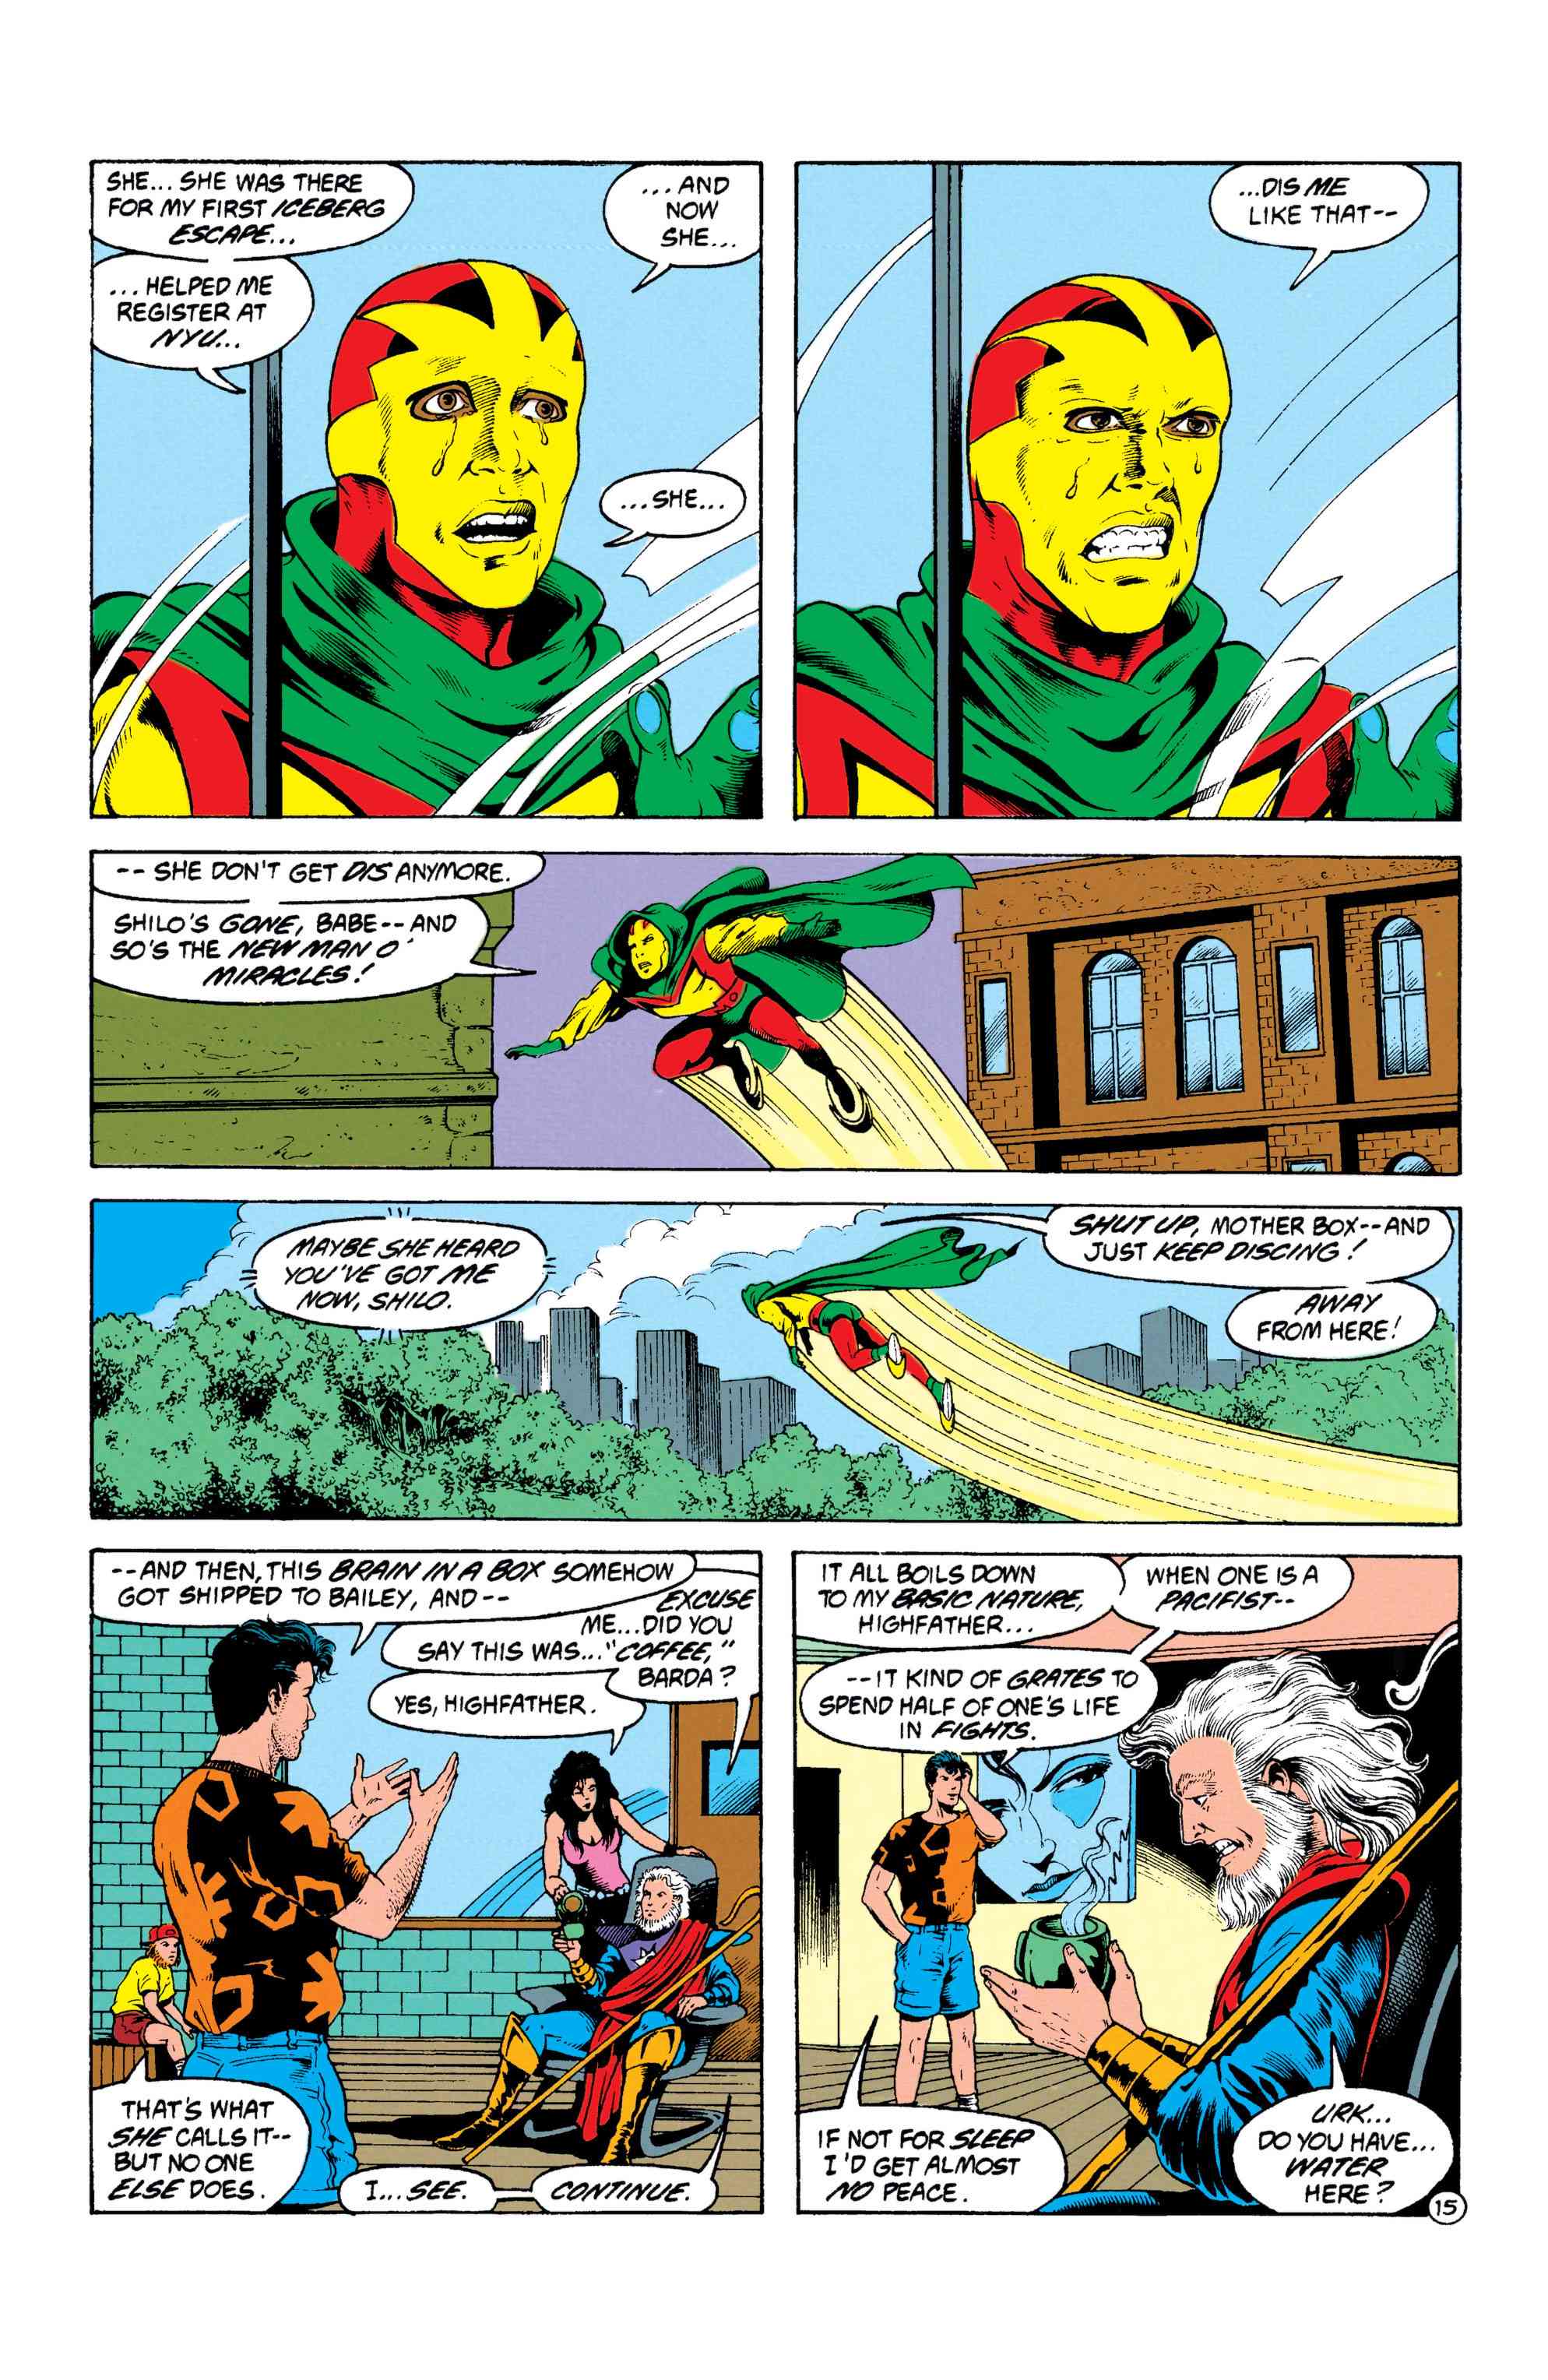 SHE... SHE WAS THERE
FOR MY FIRST ICEBERG
ESCAPE...
...HELPED ME
REGISTER AT
NYU...
...AND
NOW
SHE...
...SHE...
...DIS ME
LIKE THAT--
-- SHE DON'T GET DIS ANYMORE.
SHILO'S GONE, BABE--AND
SO'S THE NEW MAN O'
MIRACLES!
MAYBE SHE HEARD
YOU'VE GOT ME
NOW, SHILO.
SHUT UP, MOTHER BOX--AND
JUST KEEP DISCING!
AWAY
FROM HERE!
--AND THEN, THIS BRAIN IN A BOX SOMEHOW
GOT SHIPPED TO BAILEY, AND--
EXCUSE
ME...DID YOU
SAY THIS WAS..."COFFEE,"
BARDA?
YES, HIGHFATHER.
THAT'S WHAT
SHE CALLS IT--
BUT NO ONE
ELSE DOES.
I...SEE.
CONTINUE.
IT ALL BOILS DOWN
TO MY BASIC NATURE,
HIGHFATHER...
WHEN ONE IS A
PACIFIST--
--IT KIND OF GRATES TO
SPEND HALF OF ONE'S LIFE
IN FIGHTS.
IF NOT FOR SLEEP
I'D GET ALMOST
NO PEACE.
URK...
DO YOU HAVE...
WATER
HERE?
15